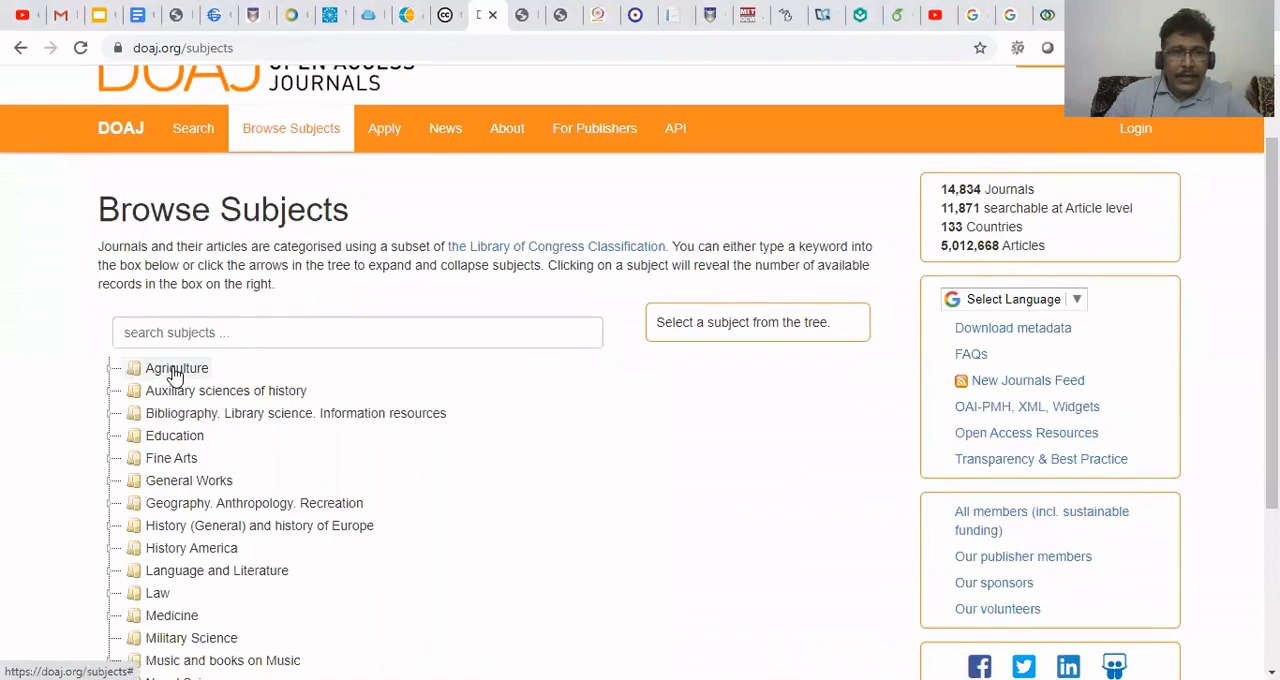 doaj.org/subjects
DOAJ OPEN ACCESS
JOURNALS
DOAJ Search Browse Subjects Apply News About For Publishers API Login
Browse Subjects
Journals and their articles are categorised using a subset of the Library of Congress Classification. You can either type a keyword into
the box below or click the arrows in the tree to expand and collapse subjects. Clicking on a subject will reveal the number of available
records in the box on the right.
search subjects ...
Select a subject from the tree.
Agriculture
Auxiliary sciences of history
Bibliography. Library science. Information resources
Education
Fine Arts
General Works
Geography. Anthropology. Recreation
History (General) and history of Europe
History America
Language and Literature
Law
Medicine
Military Science
Music and books on Music
14,834 Journals
11,871 searchable at Article level
133 Countries
5,012,668 Articles
Select Language
Download metadata
FAQs
New Journals Feed
OAI-PMH, XML, Widgets
Open Access Resources
Transparency & Best Practice
All members (incl. sustainable
funding)
Our publisher members
Our sponsors
Our volunteers
https://doaj.org/subjects#